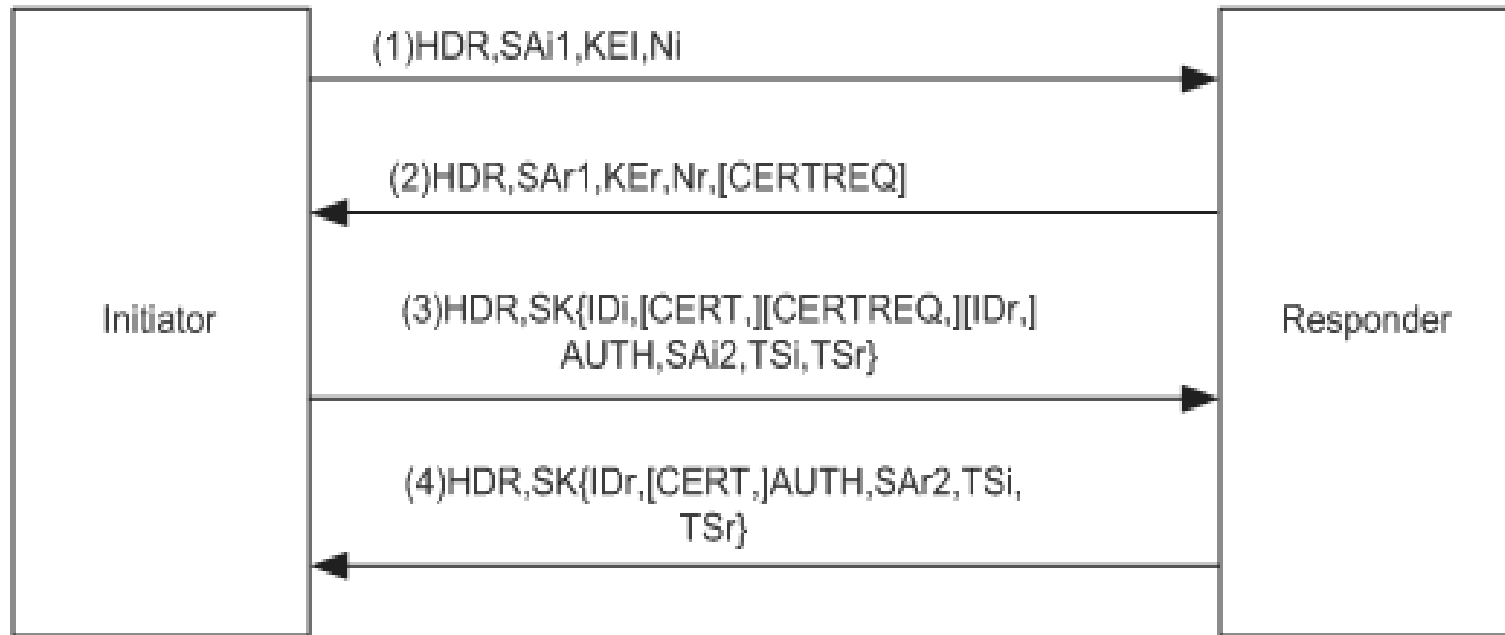 (1)HDR,SAi1,KEI,Ni
(2)HDR,SAr1,KEr,Nr,[CERTREQ]
Initiator
(3)HDR,SK{IDi,[CERT,][CERTREQ,][IDr,]
AUTH,SAi2,TSi,TSr}
Responder
(4)HDR,SK{IDr,[CERT,]AUTH,SAr2,TSi,
TSr}